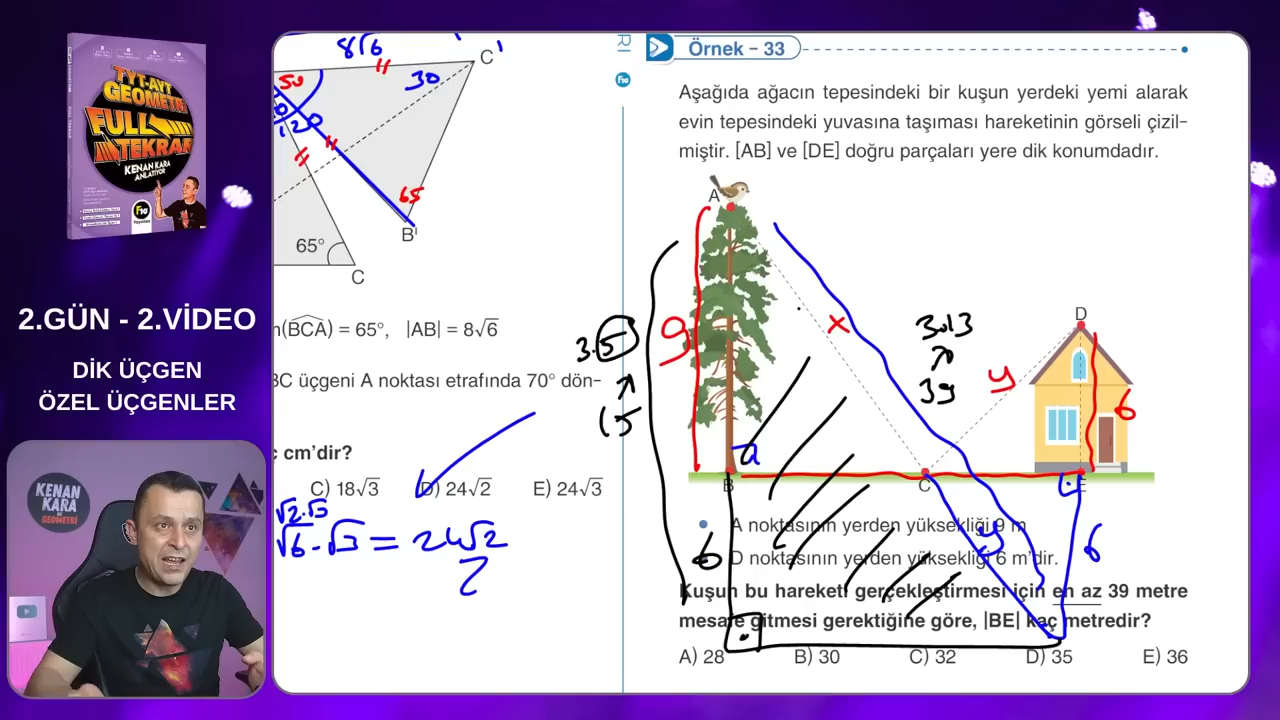 TYT-AYT
GEOMETRİ
FULL
TEKRAR
KENAN KARA
ANLATIYOR
2.GÜN - 2.VİDEO
DİK ÜÇGEN
ÖZEL ÜÇGENLER
KENAN
KARA
İLE
GEOMETRİ
8√6
C'
50
30
120
65
B'
65°
C
m(BCA) = 65°, |AB| = 8√6
BC üçgeni A noktası etrafında 70° dön-
ç cm'dir?
C) 18√3 D) 24√2 E) 24√3
√2.√3
√6 . √3 = 24√2
RI
Örnek - 33
Aşağıda ağacın tepesindeki bir kuşun yerdeki yemi alarak
evin tepesindeki yuvasına taşıması hareketinin görseli çizil-
miştir. [AB] ve [DE] doğru parçaları yere dik konumdadır.
A
D
3.13
39
3.5
15
9
x
y
6
B
C
E
y
6
6
• A noktasının yerden yüksekliği 9 m
D noktasının yerden yüksekliği 6 m'dir.
Kuşun bu hareketi gerçekleştirmesi için en az 39 metre
mesafe gitmesi gerektiğine göre, |BE| kaç metredir?
A) 28 B) 30 C) 32 D) 35 E) 36